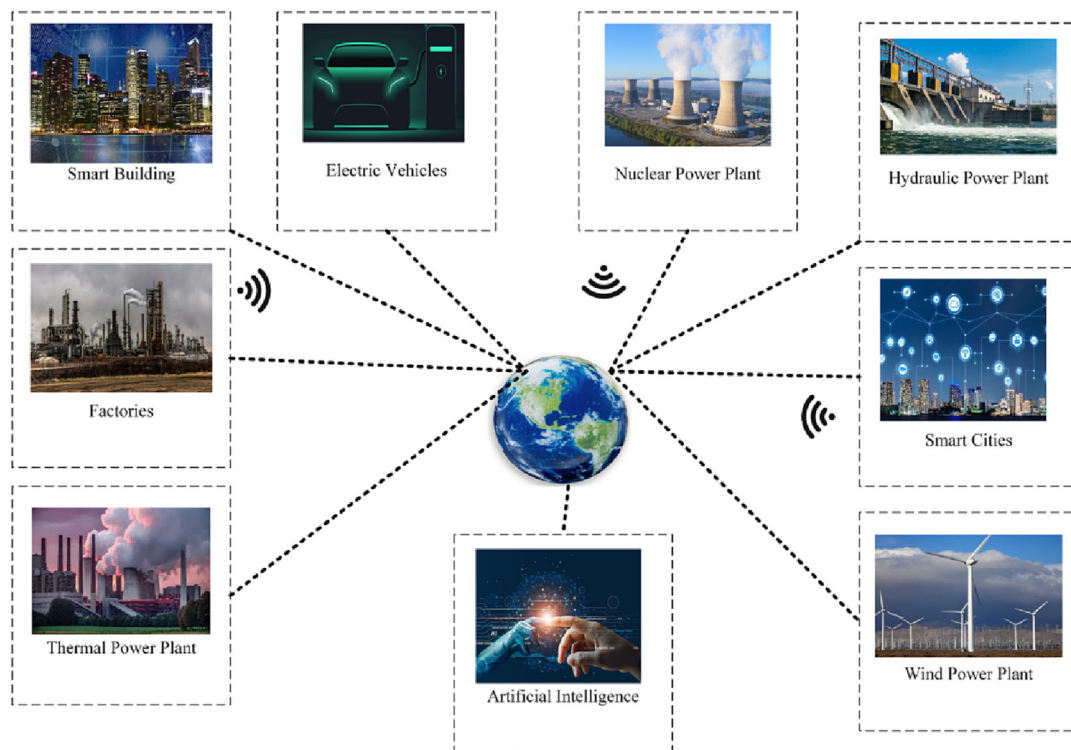 Smart Building
Electric Vehicles
Nuclear Power Plant
Hydraulic Power Plant
Factories
Smart Cities
Thermal Power Plant
Artificial Intelligence
Wind Power Plant